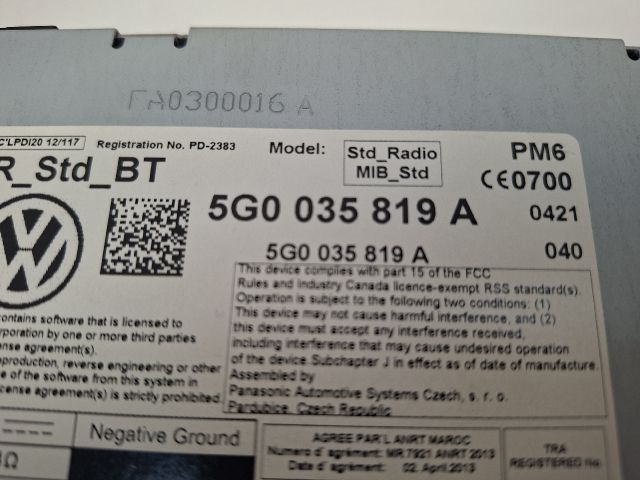 FA0300016 A
C'LPDI20 12/117 Registration No. PD-2383
Model: Std_Radio MIB_Std
PM6
R_Std_BT
CE0700
5G0 035 819 A
0421
5G0 035 819 A
040
This device complies with part 15 of the FCC
Rules and Industry Canada licence-exempt RSS standard(s).
Operation is subject to the following two conditions: (1)
This device may not cause harmful interference, and (2)
this device must accept any interference received,
including interference that may cause undesired operation
of the device Subchapter J in effect as of date of manufacture.
Assembled by
Panasonic Automotive Systems Czech, s. r. o.
Pardubice, Czech Republic
contains software that is licensed to
rporation by one or more third parties
ense agreement(s).
production, reverse engineering or other
e of the software from this system in
icense agreement(s) is strictly prohibited.
Negative Ground
Ω
AGREE PAR'L ANRT MAROC
Numero d' agrément: MR 7921 ANRT 2013
Date d' agrément: 02. April.2013
TRA
REGISTERED No.